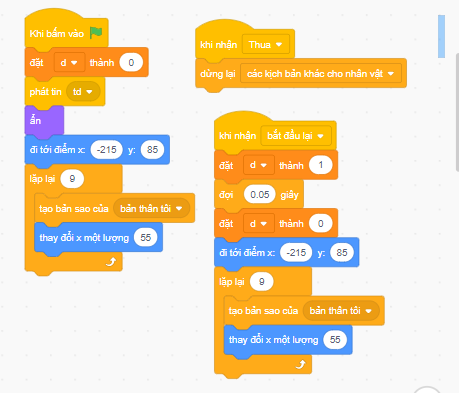 Khi bấm vào
đặt d thành 0
phát tin td
ẩn
đi tới điểm x: -215 y: 85
lặp lại 9
tạo bản sao của bản thân tôi
thay đổi x một lượng 55
khi nhận Thua
dừng lại các kịch bản khác cho nhân vật
khi nhận bắt đầu lại
đặt d thành 1
đợi 0.05 giây
đặt d thành 0
đi tới điểm x: -215 y: 85
lặp lại 9
tạo bản sao của bản thân tôi
thay đổi x một lượng 55